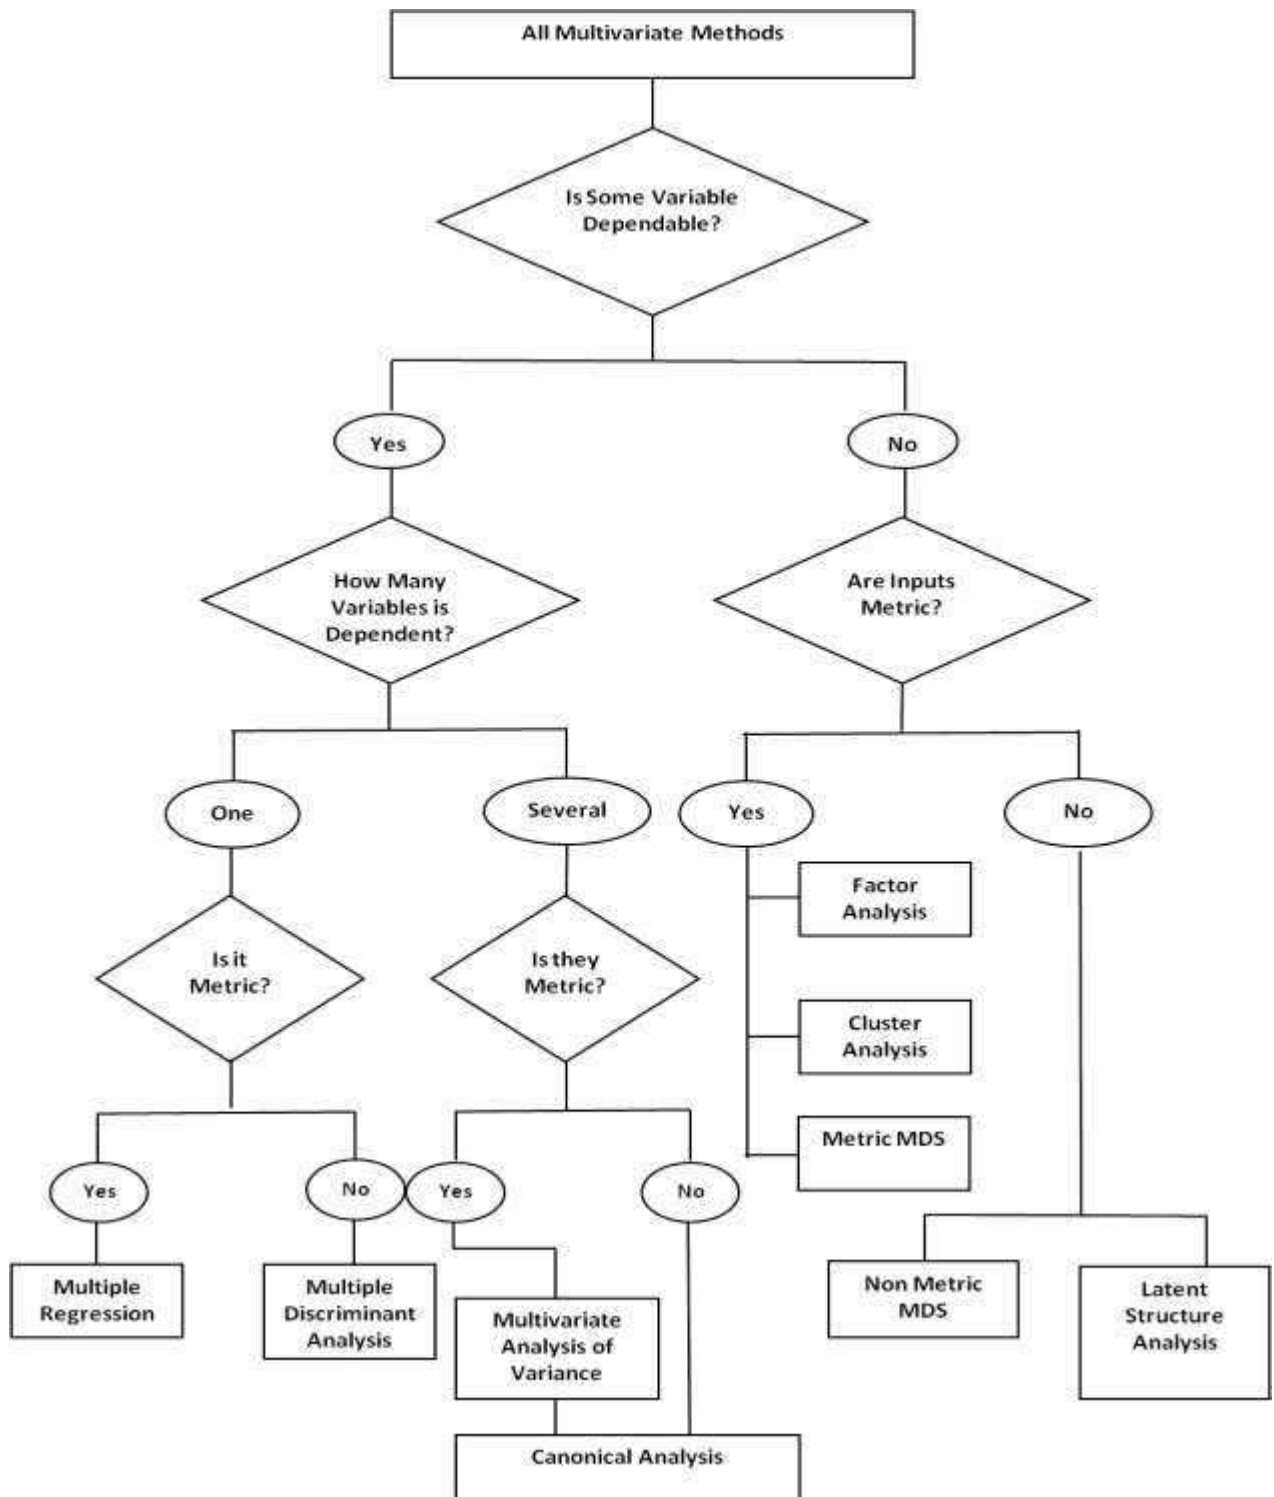 All Multivariate Methods
Is Some Variable
Dependable?
Yes
No
How Many
Variables is
Dependent?
Are Inputs
Metric?
One
Several
Yes
No
Factor
Analysis
Is it
Metric?
Is they
Metric?
Cluster
Analysis
Metric MDS
Yes
No
Yes
No
Multiple
Regression
Multiple
Discriminant
Analysis
Multivariate
Analysis of
Variance
Non Metric
MDS
Latent
Structure
Analysis
Canonical Analysis